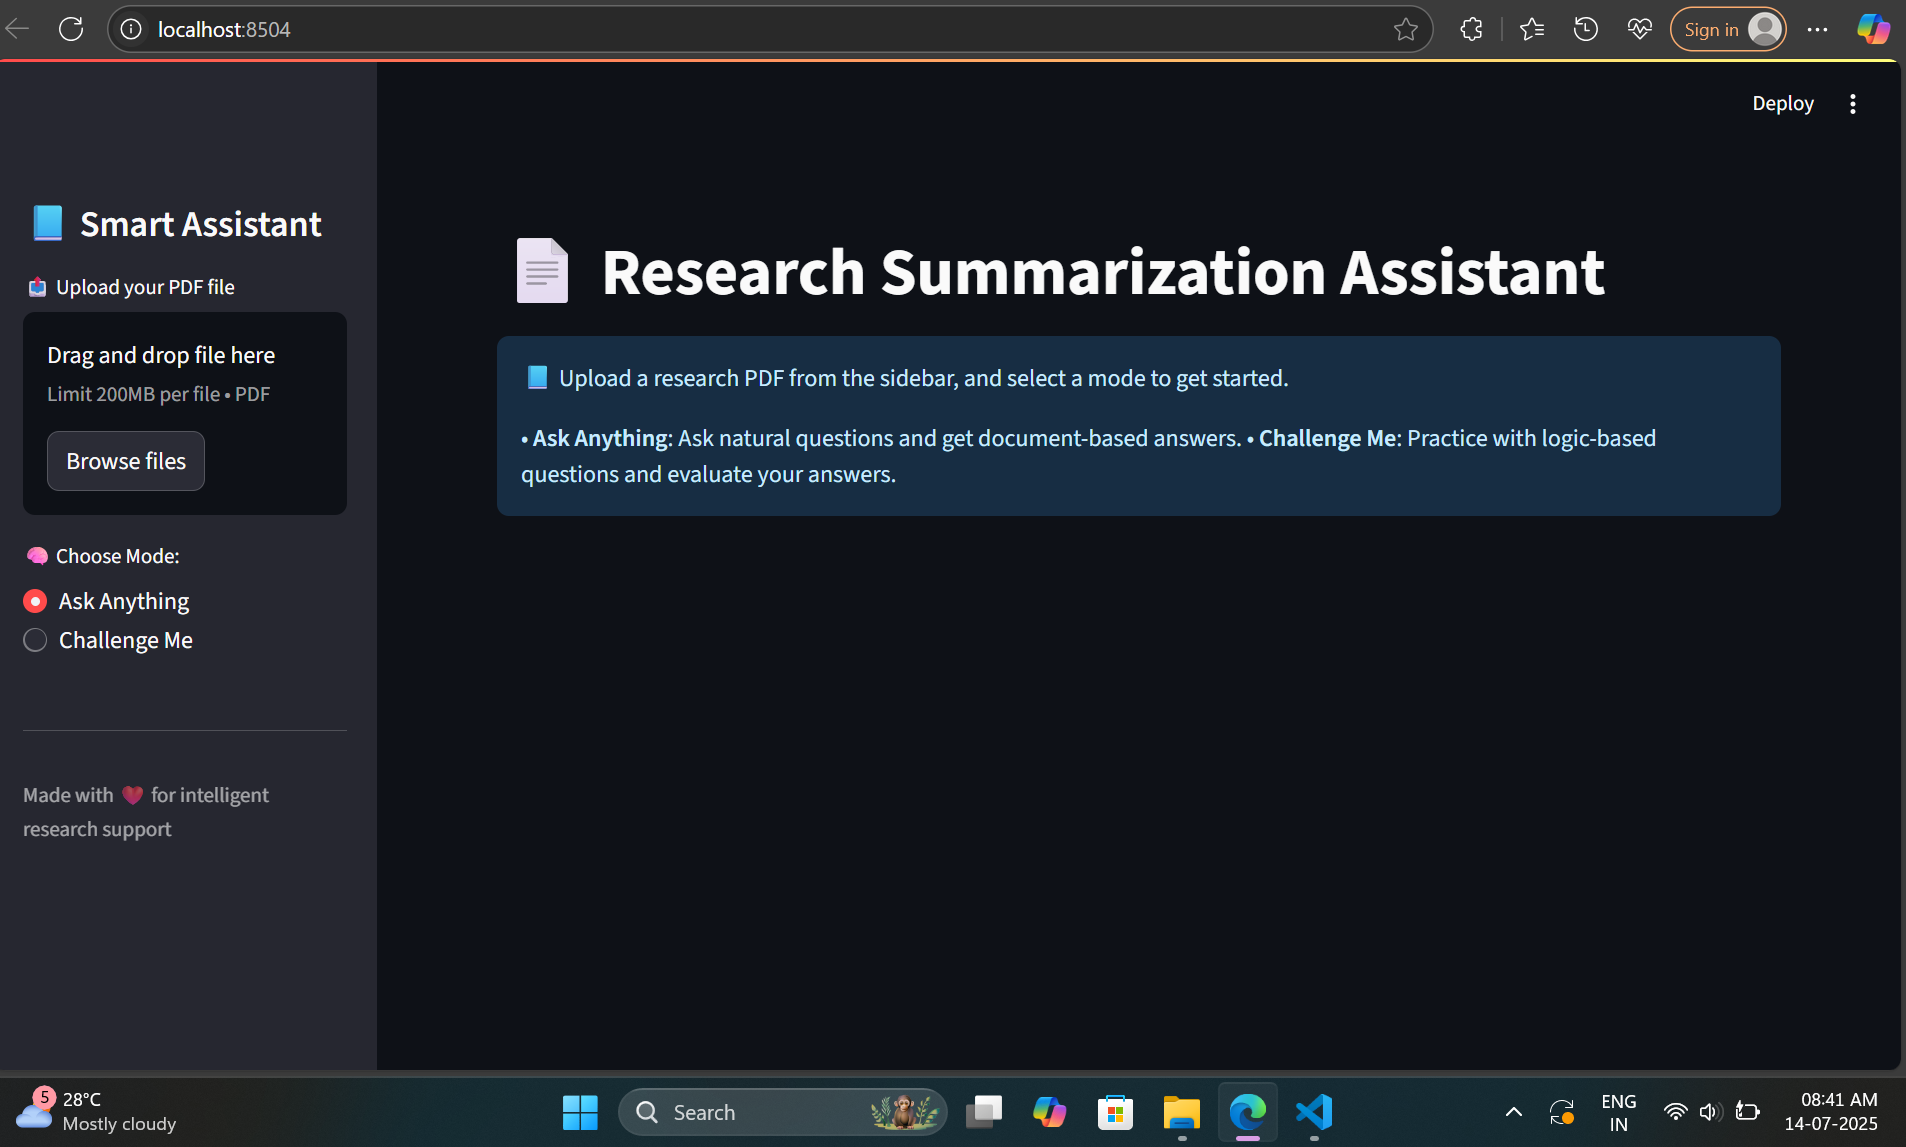 localhost:8504
Sign in
Deploy
Smart Assistant
Upload your PDF file
Drag and drop file here
Limit 200MB per file • PDF
Browse files
Choose Mode:
Ask Anything
Challenge Me
Made with ❤️ for intelligent
research support
Research Summarization Assistant
Upload a research PDF from the sidebar, and select a mode to get started.
• Ask Anything: Ask natural questions and get document-based answers. • Challenge Me: Practice with logic-based
questions and evaluate your answers.
5
28°C
Mostly cloudy
Search
ENG
IN
08:41 AM
14-07-2025